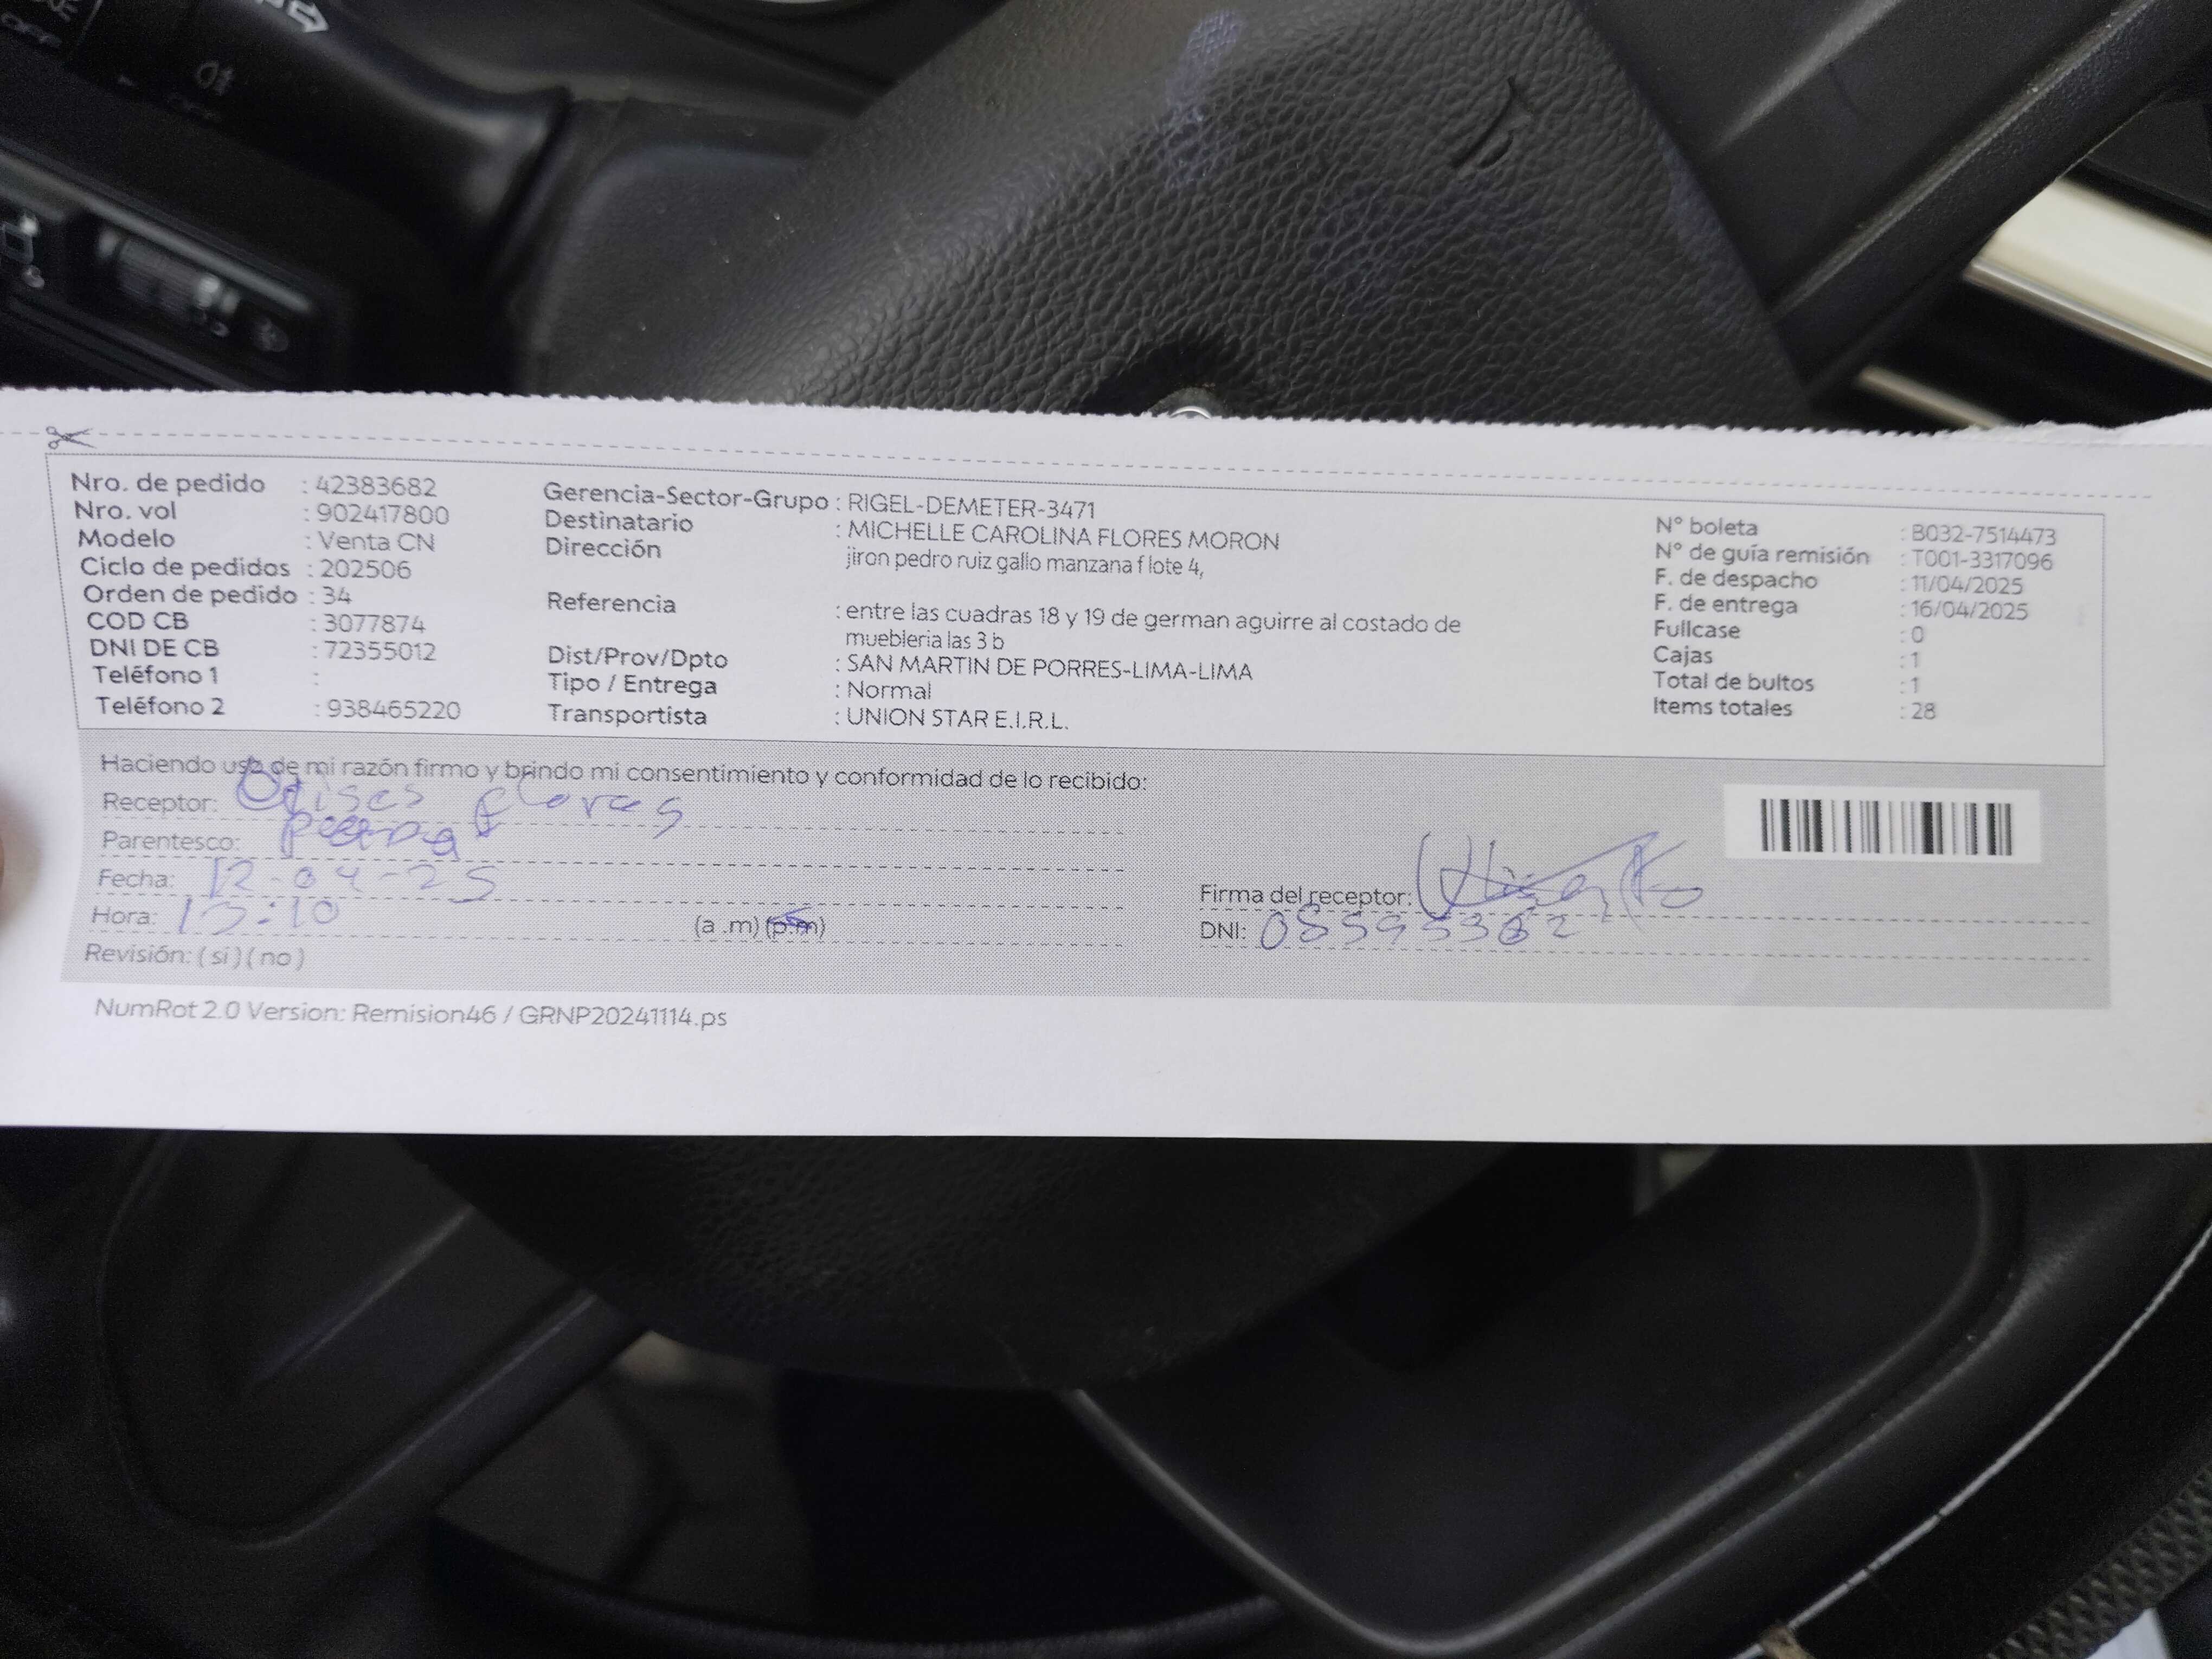 Nro. de pedido : 42383682
Nro. vol : 902417800
Modelo : Venta CN
Ciclo de pedidos : 202506
Orden de pedido : 34
COD CB : 3077874
DNI DE CB : 72355012
Teléfono 1 :
Teléfono 2 : 938465220
Gerencia-Sector-Grupo : RIGEL-DEMETER-3471
Destinatario : MICHELLE CAROLINA FLORES MORON
Dirección jiron pedro ruiz gallo manzana f lote 4,
Referencia : entre las cuadras 18 y 19 de german aguirre al costado de
muebleria las 3 b
Dist/Prov/Dpto : SAN MARTIN DE PORRES-LIMA-LIMA
Tipo / Entrega : Normal
Transportista : UNION STAR E.I.R.L.
N° boleta : B032-7514473
N° de guía remisión : T001-3317096
F. de despacho : 11/04/2025
F. de entrega : 16/04/2025
Fullcase : 0
Cajas : 1
Total de bultos : 1
Items totales : 28
Haciendo uso de mi razón firmo y brindo mi consentimiento y conformidad de lo recibido:
Receptor: Flores
Parentesco:
Fecha: 12-04-25
Hora: 13:10 (a .m) (p.m)
Revisión: ( si ) ( no )
Firma del receptor:
DNI:
NumRot 2.0 Version: Remision46 / GRNP20241114.ps
OFF